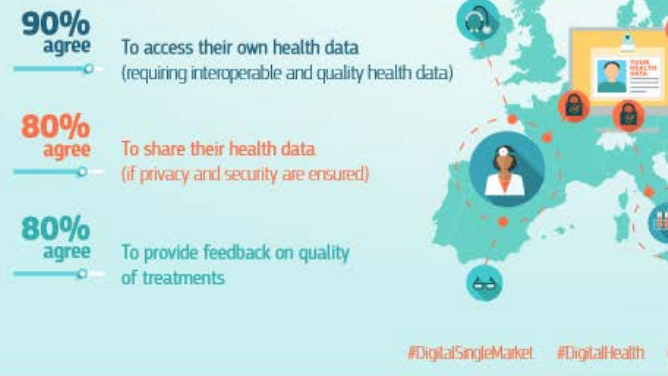 90%
agree
To access their own health data
(requiring interoperable and quality health data)
80%
agree
To share their health data
(if privacy and security are ensured)
80%
agree
To provide feedback on quality
of treatments
YOUR
HEALTH
DATA
#DigitalSingleMarket #DigitalHealth